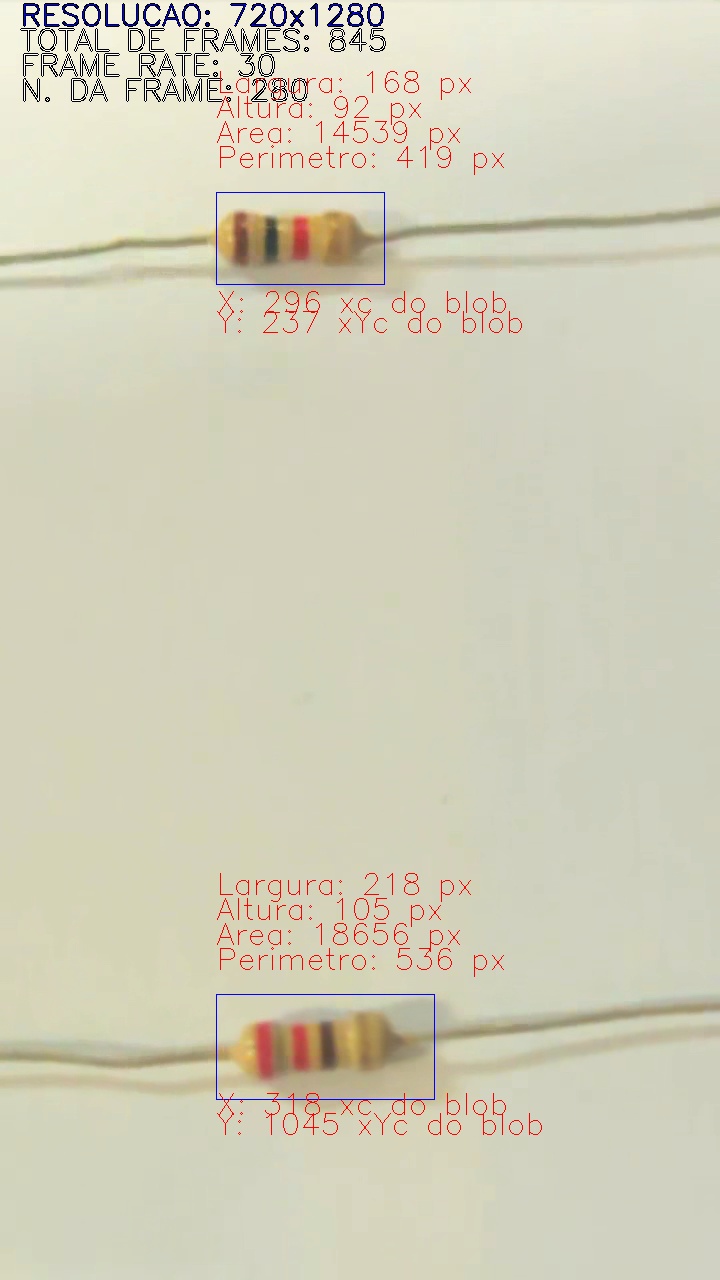 RESOLUCAO: 720x1280
TOTAL DE FRAMES: 845
FRAME RATE: 30
N. DA FRAME: 280
Largura: 168 px
Altura: 92 px
Area: 14539 px
Perimetro: 419 px
X: 296 xc do blob
Y: 237 xYc do blob
Largura: 218 px
Altura: 105 px
Area: 18656 px
Perimetro: 536 px
X: 318 xc do blob
Y: 1045 xYc do blob